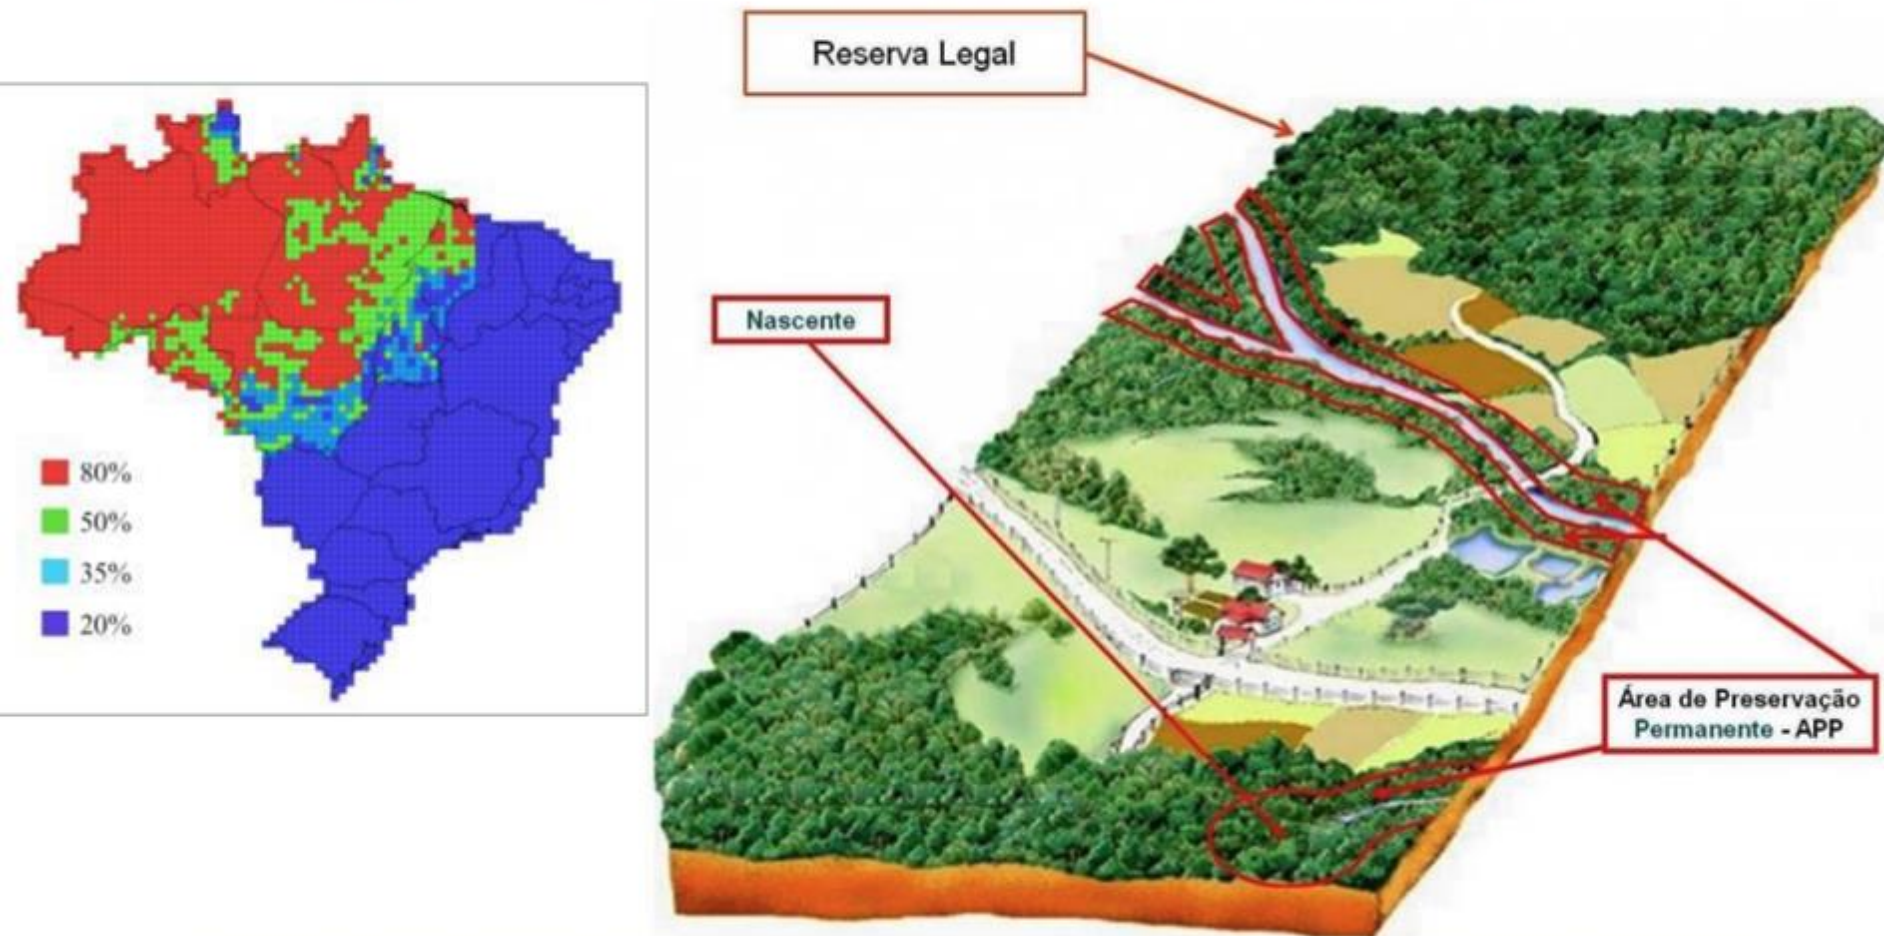 Reserva Legal
80%
50%
35%
20%
Nascente
Área de Preservação
Permanente - APP